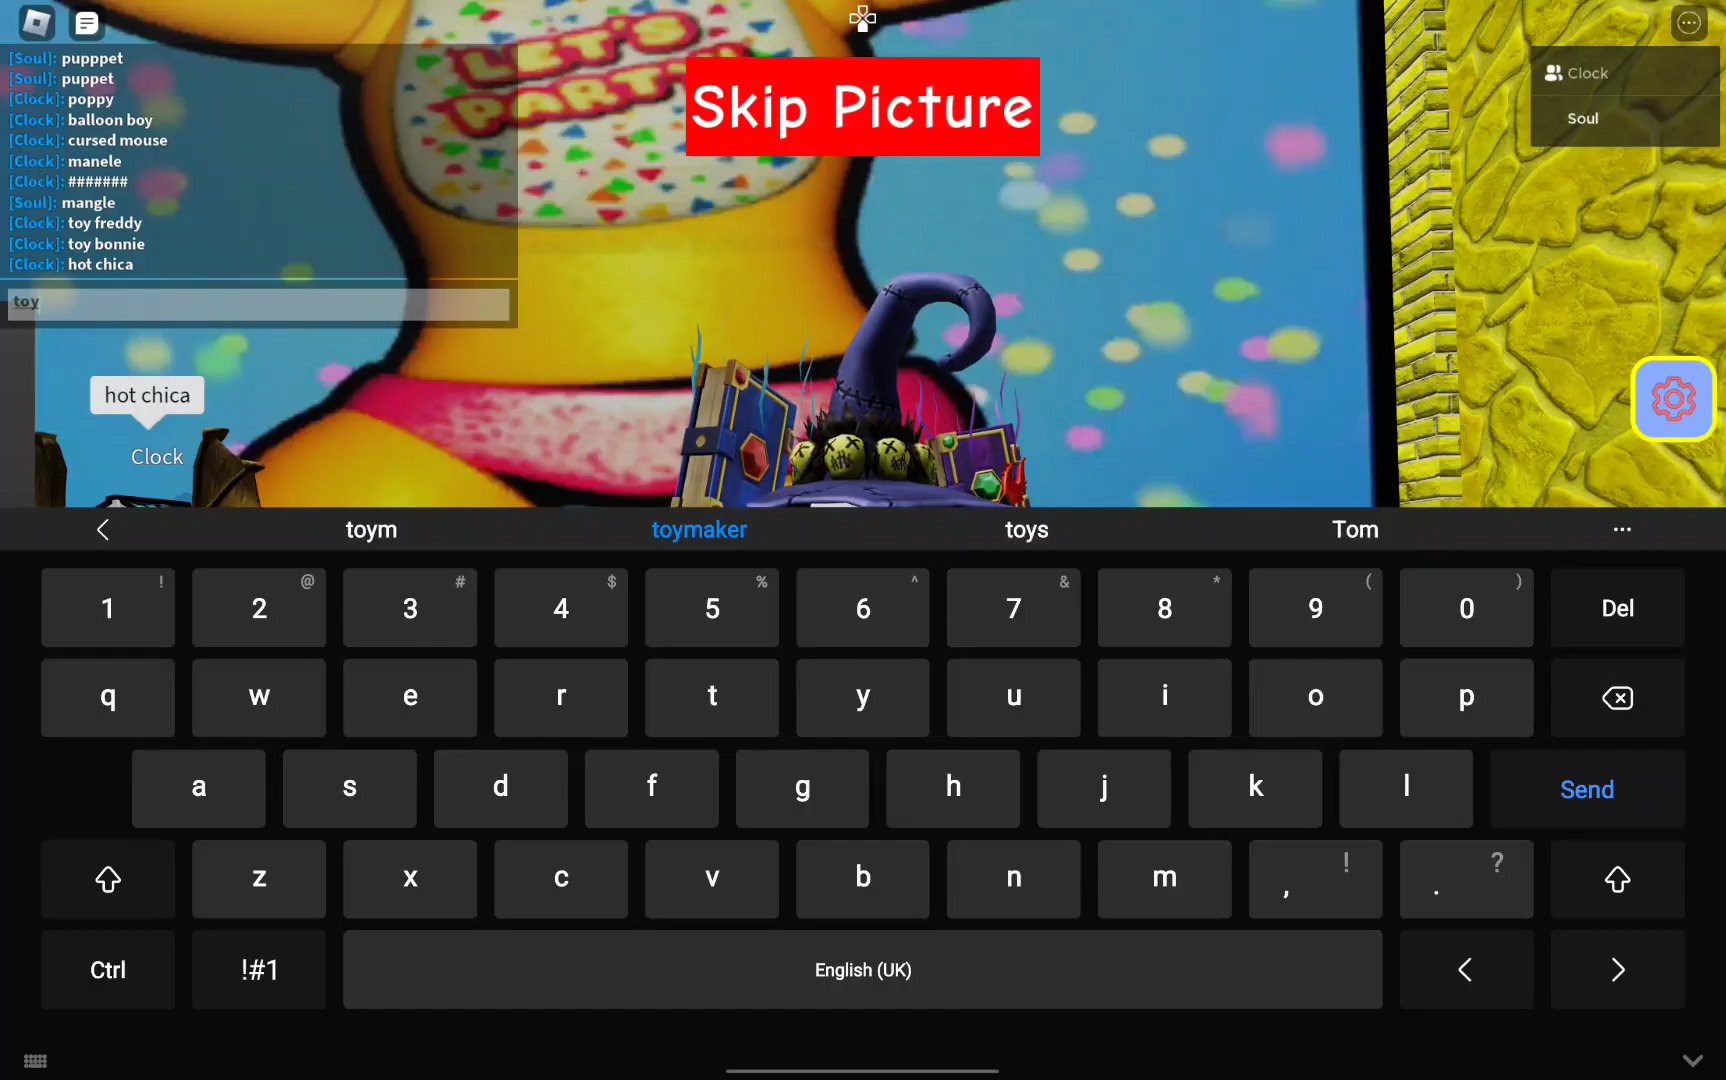 LET'S
PARTY!
Skip Picture
[Soul]: pupppet
[Soul]: puppet
[Clock]: poppy
[Clock]: balloon boy
[Clock]: cursed mouse
[Clock]: manele
[Clock]: #######
[Soul]: mangle
[Clock]: toy freddy
[Clock]: toy bonnie
[Clock]: hot chica
toy
Clock
Soul
hot chica
Clock
toym toymaker toys Tom ...
! @ # $ % ^ & * ( )
1 2 3 4 5 6 7 8 9 0 Del
q w e r t y u i o p
a s d f g h j k l Send
z x c v b n m , ! . ?
Ctrl !#1 English (UK) < >